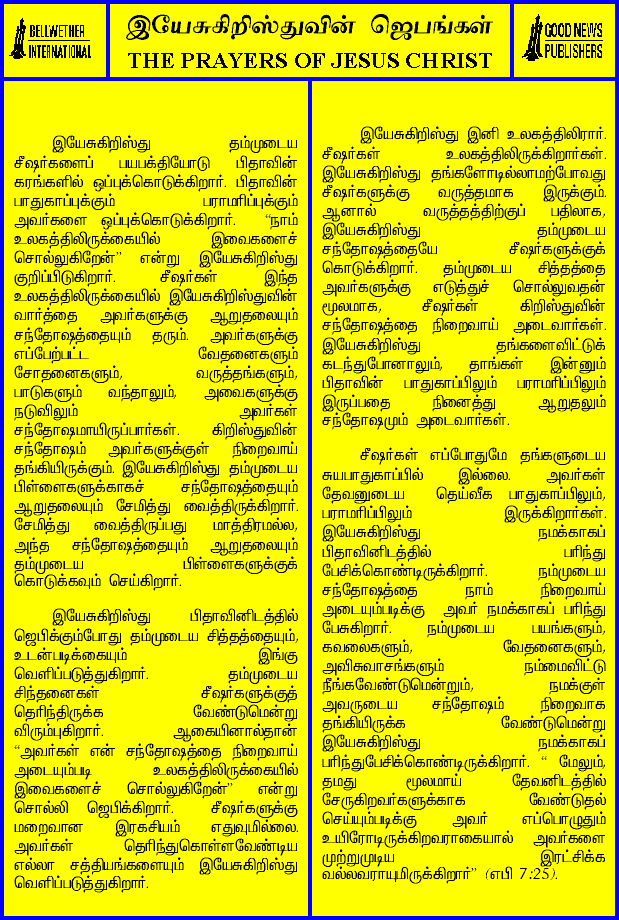 BELLWETHER
INTERNATIONAL
இயேசுகிறிஸ்துவின் ஜெபங்கள்
THE PRAYERS OF JESUS CHRIST
GOOD NEWS
PUBLISHERS
இயேசுகிறிஸ்து தம்முடைய
சீஷர்களைப் பயபக்தியோடு பிதாவின்
கரங்களில் ஒப்புக்கொடுக்கிறார். பிதாவின்
பாதுகாப்புக்கும் பராமரிப்புக்கும்
அவர்களை ஒப்புக்கொடுக்கிறார். “நாம்
உலகத்திலிருக்கையில் இவைகளைச்
சொல்லுகிறேன்” என்று இயேசுகிறிஸ்து
குறிப்பிடுகிறார். சீஷர்கள் இந்த
உலகத்திலிருக்கையில் இயேசுகிறிஸ்துவின்
வார்த்தை அவர்களுக்கு ஆறுதலையும்
சந்தோஷத்தையும் தரும். அவர்களுக்கு
எப்பேற்பட்ட வேதனைகளும்
சோதனைகளும், வருத்தங்களும்,
பாடுகளும் வந்தாலும், அவைகளுக்கு
நடுவிலும் அவர்கள்
சந்தோஷமாயிருப்பார்கள். கிறிஸ்துவின்
சந்தோஷம் அவர்களுக்குள் நிறைவாய்
தங்கியிருக்கும். இயேசுகிறிஸ்து தம்முடைய
பிள்ளைகளுக்காகச் சந்தோஷத்தையும்
ஆறுதலையும் சேமித்து வைத்திருக்கிறார்.
சேமித்து வைத்திருப்பது மாத்திரமல்ல,
அந்த சந்தோஷத்தையும் ஆறுதலையும்
தம்முடைய பிள்ளைகளுக்குக்
கொடுக்கவும் செய்கிறார்.
இயேசுகிறிஸ்து பிதாவினிடத்தில்
ஜெபிக்கும்போது தம்முடைய சித்தத்தையும்,
உடன்படிக்கையும் இங்கு
வெளிப்படுத்துகிறார். தம்முடைய
சிந்தனைகள் சீஷர்களுக்குத்
தெரிந்திருக்க வேண்டுமென்று
விரும்புகிறார். ஆகையினால்தான்
“அவர்கள் என் சந்தோஷத்தை நிறைவாய்
அடையும்படி உலகத்திலிருக்கையில்
இவைகளைச் சொல்லுகிறேன்” என்று
சொல்லி ஜெபிக்கிறார். சீஷர்களுக்கு
மறைவான இரகசியம் எதுவுமில்லை.
அவர்கள் தெரிந்துகொள்ளவேண்டிய
எல்லா சத்தியங்களையும் இயேசுகிறிஸ்து
வெளிப்படுத்துகிறார்.
இயேசுகிறிஸ்து இனி உலகத்திலிரார்.
சீஷர்கள் உலகத்திலிருக்கிறார்கள்.
இயேசுகிறிஸ்து தங்களோடில்லாமற்போவது
சீஷர்களுக்கு வருத்தமாக இருக்கும்.
ஆனால் வருத்தத்திற்குப் பதிலாக,
இயேசுகிறிஸ்து தம்முடைய
சந்தோஷத்தையே சீஷர்களுக்குக்
கொடுக்கிறார். தம்முடைய சித்தத்தை
அவர்களுக்கு எடுத்துச் சொல்லுவதன்
மூலமாக, சீஷர்கள் கிறிஸ்துவின்
சந்தோஷத்தை நிறைவாய் அடைவார்கள்.
இயேசுகிறிஸ்து தங்களைவிட்டுக்
கடந்துபோனாலும், தாங்கள் இன்னும்
பிதாவின் பாதுகாப்பிலும் பராமரிப்பிலும்
இருப்பதை நினைத்து ஆறுதலும்
சந்தோஷமும் அடைவார்கள்.
சீஷர்கள் எப்போதுமே தங்களுடைய
சுயபாதுகாப்பில் இல்லை. அவர்கள்
தேவனுடைய தெய்வீக பாதுகாப்பிலும்,
பராமரிப்பிலும் இருக்கிறார்கள்.
இயேசுகிறிஸ்து நமக்காகப்
பிதாவினிடத்தில் பரிந்து
பேசிக்கொண்டிருக்கிறார். நம்முடைய
சந்தோஷத்தை நாம் நிறைவாய்
அடையும்படிக்கு அவர் நமக்காகப் பரிந்து
பேசுகிறார். நம்முடைய பயங்களும்,
கவலைகளும், வேதனைகளும்,
அவிசுவாசங்களும் நம்மைவிட்டு
நீங்கவேண்டுமென்றும், நமக்குள்
அவருடைய சந்தோஷம் நிறைவாக
தங்கியிருக்க வேண்டுமென்று
இயேசுகிறிஸ்து நமக்காகப்
பரிந்துபேசிக்கொண்டிருக்கிறார். “ மேலும்,
தமது மூலமாய் தேவனிடத்தில்
சேருகிறவர்களுக்காக வேண்டுதல்
செய்யும்படிக்கு அவர் எப்பொழுதும்
உயிரோடிருக்கிறவராகையால் அவர்களை
முற்றுமுடிய இரட்சிக்க
வல்லவராயுமிருக்கிறார்” (எபி 7:25).